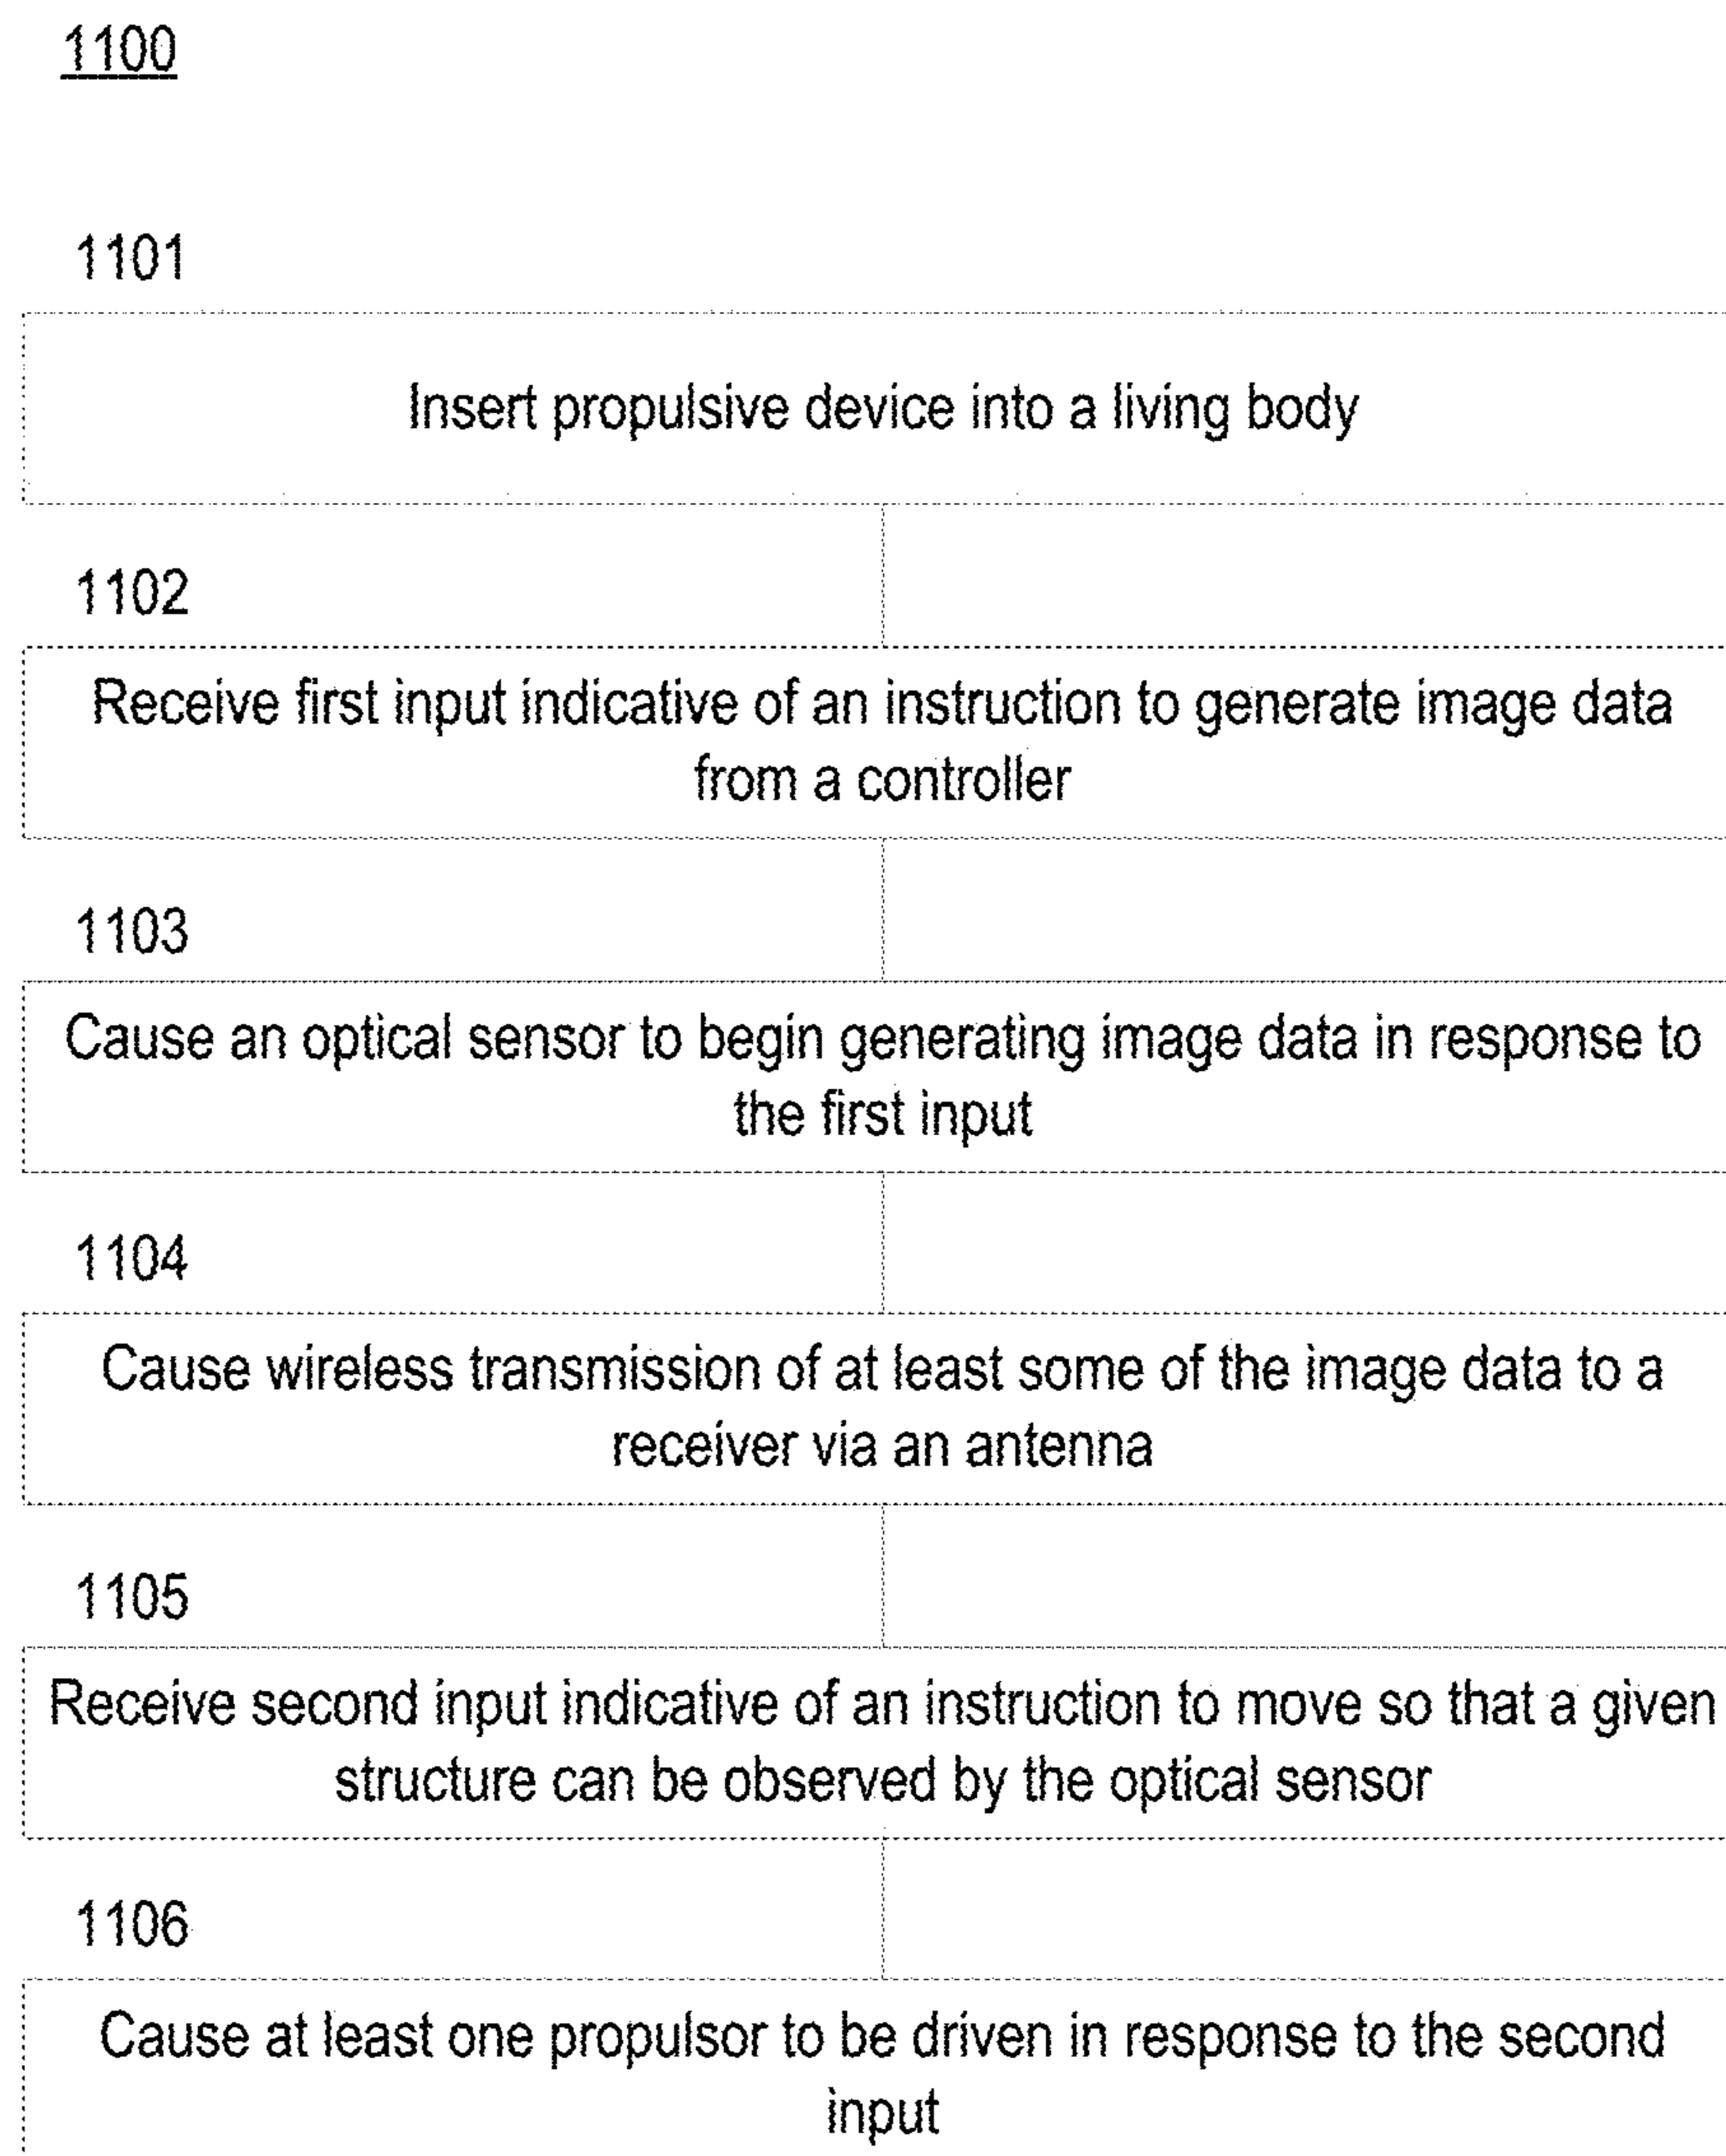 1100
1101
Insert propulsive device into a living body
1102
Receive first input indicative of an instruction to generate image data
from a controller
1103
Cause an optical sensor to begin generating image data in response to
the first input
1104
Cause wireless transmission of at least some of the image data to a
receiver via an antenna
1105
Receive second input indicative of an instruction to move so that a given
structure can be observed by the optical sensor
1106
Cause at least one propulsor to be driven in response to the second
input